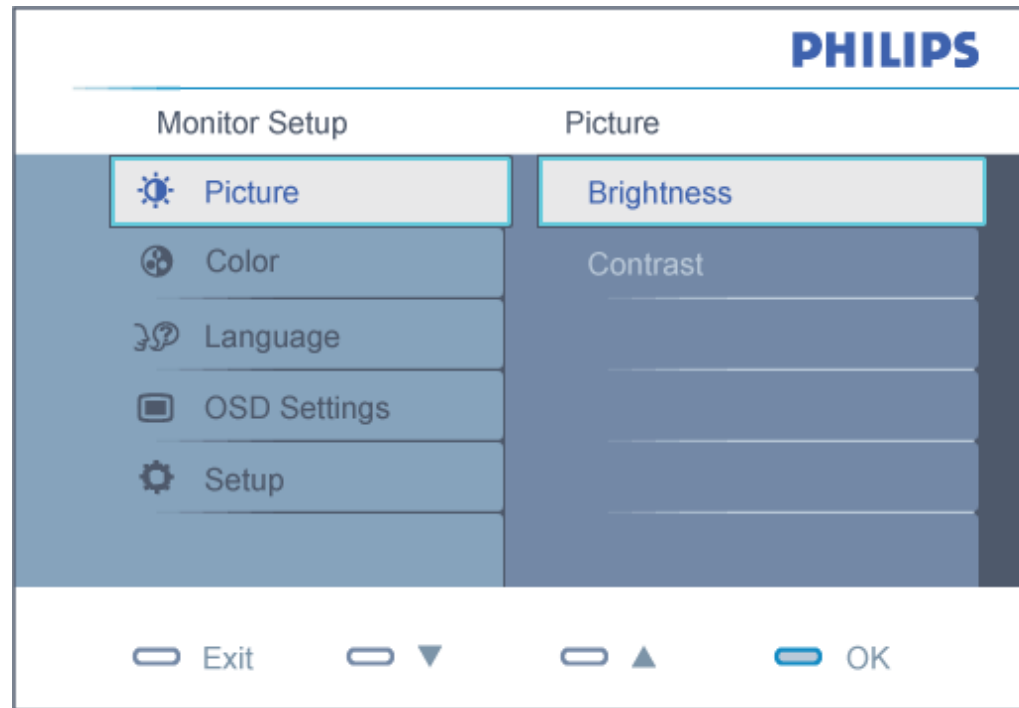 PHILIPS
Monitor Setup
Picture
Picture
Brightness
Color
Contrast
Language
OSD Settings
Setup
Exit ▼ ▲ OK